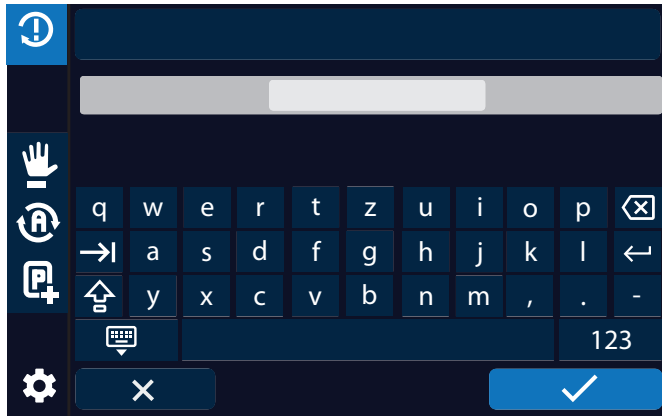 A
q w e r t z u i o p
P
a s d f g h j k l
y x c v b n m , . -
123